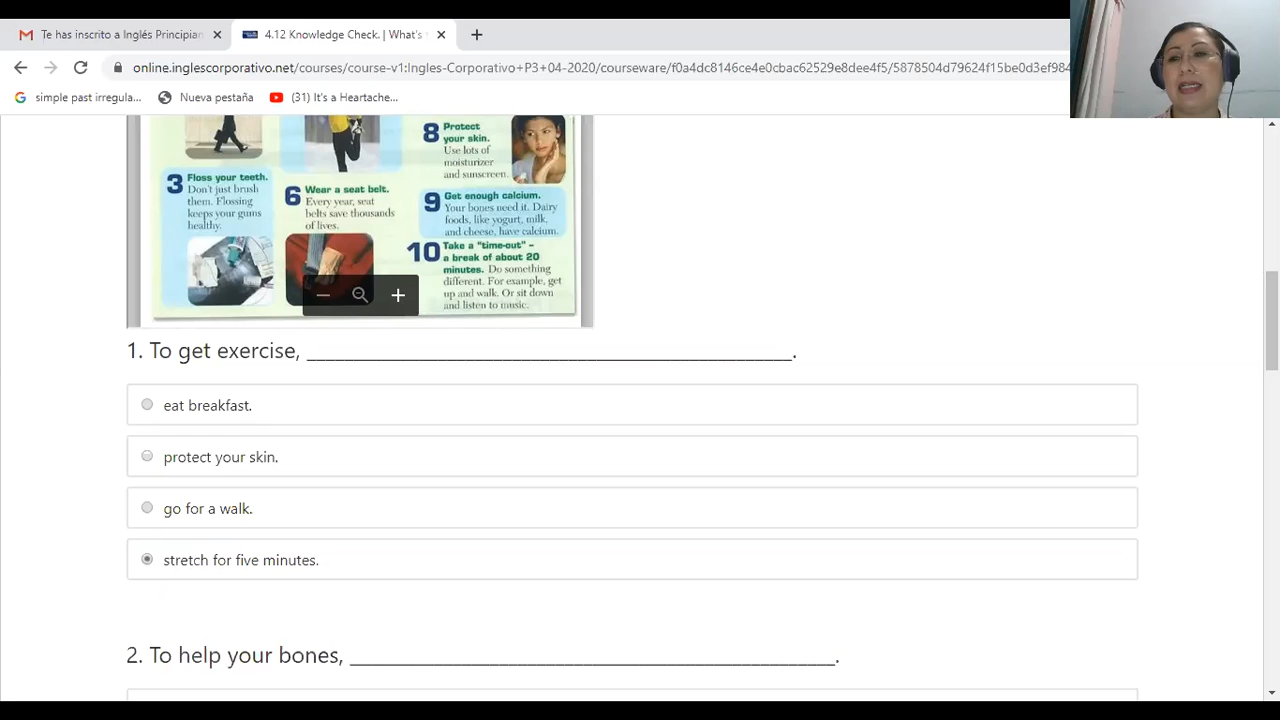 Te has inscrito a Inglés Principian
4.12 Knowledge Check. | What's
online.inglescorporativo.net/courses/course-v1:Ingles-Corporativo+P3+04-2020/courseware/f0a4dc8146ce4e0cbac62529e8dee4f5/5878504d79624f15be0d3ef984
simple past irregula...
Nueva pestaña
(31) It's a Heartache...
3 Floss your teeth.
Don't just brush
them. Flossing
keeps your gums
healthy.
6 Wear a seat belt.
Every year, seat
belts save thousands
of lives.
8 Protect
your skin.
Use lots of
moisturizer
and sunscreen.
9 Get enough calcium.
Your bones need it. Dairy
foods, like yogurt, milk,
and cheese, have calcium.
10 Take a "time-out" –
a break of about 20
minutes. Do something
different. For example, get
up and walk. Or sit down
and listen to music.
1. To get exercise, ________________________________________.
eat breakfast.
protect your skin.
go for a walk.
stretch for five minutes.
2. To help your bones, ________________________________________.